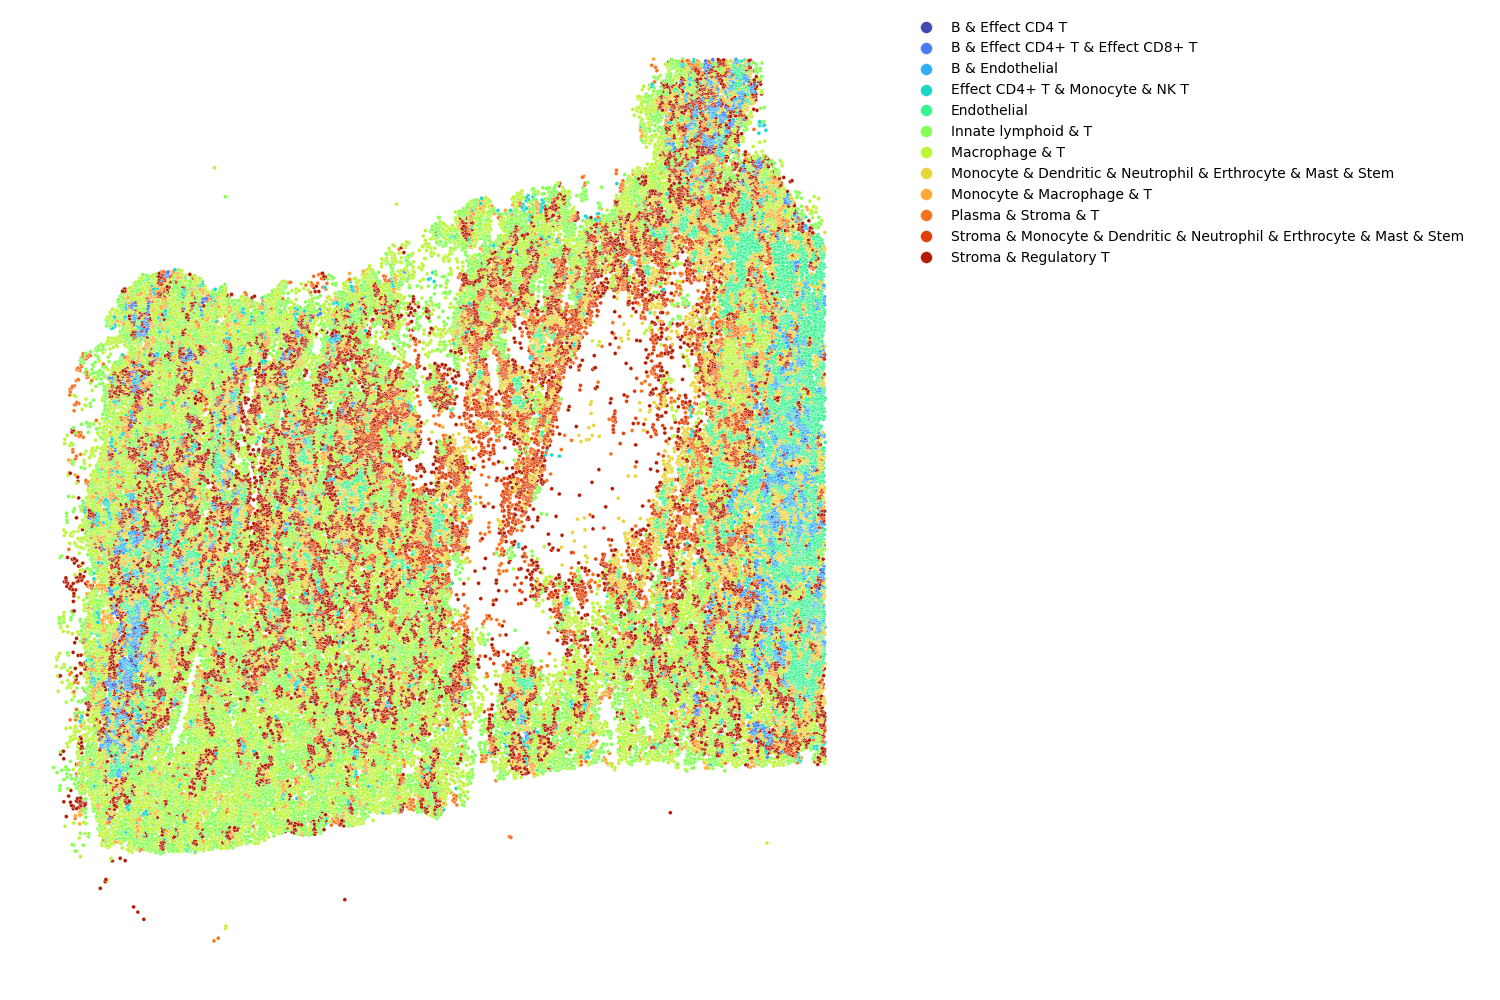 B & Effect CD4 T
B & Effect CD4+ T & Effect CD8+ T
B & Endothelial
Effect CD4+ T & Monocyte & NK T
Endothelial
Innate lymphoid & T
Macrophage & T
Monocyte & Dendritic & Neutrophil & Erthrocyte & Mast & Stem
Monocyte & Macrophage & T
Plasma & Stroma & T
Stroma & Monocyte & Dendritic & Neutrophil & Erthrocyte & Mast & Stem
Stroma & Regulatory T